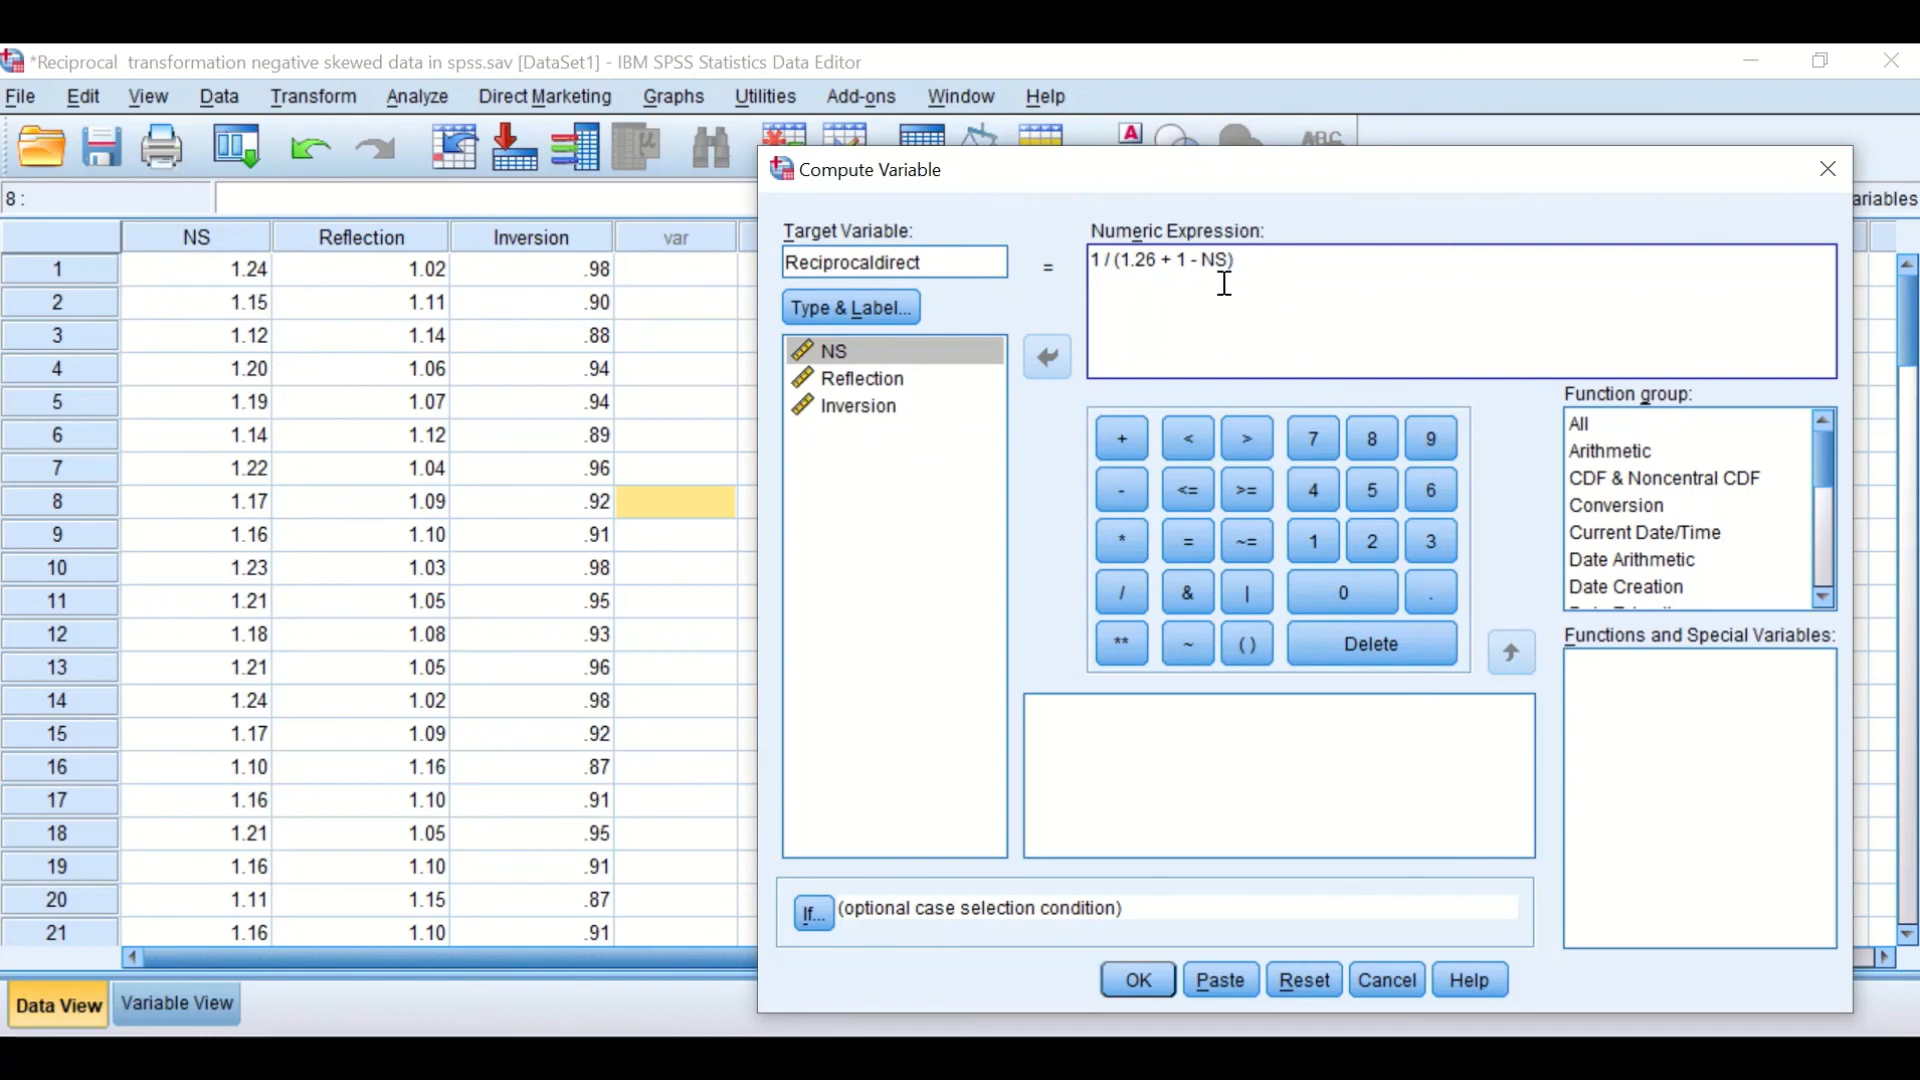 *Reciprocal transformation negative skewed data in spss.sav [DataSet1] - IBM SPSS Statistics Data Editor
File Edit View Data Transform Analyze Direct Marketing Graphs Utilities Add-ons Window Help
A ABC
8 :
ariables
NS Reflection Inversion var
1 1.24 1.02 .98
2 1.15 1.11 .90
3 1.12 1.14 .88
4 1.20 1.06 .94
5 1.19 1.07 .94
6 1.14 1.12 .89
7 1.22 1.04 .96
8 1.17 1.09 .92
9 1.16 1.10 .91
10 1.23 1.03 .98
11 1.21 1.05 .95
12 1.18 1.08 .93
13 1.21 1.05 .96
14 1.24 1.02 .98
15 1.17 1.09 .92
16 1.10 1.16 .87
17 1.16 1.10 .91
18 1.21 1.05 .95
19 1.16 1.10 .91
20 1.11 1.15 .87
21 1.16 1.10 .91
Data View Variable View
Compute Variable
Target Variable:
Reciprocaldirect
=
Type & Label...
NS
Reflection
Inversion
Numeric Expression:
1 / (1.26 + 1 - NS)
+ < > 7 8 9
- <= >= 4 5 6
* = ~= 1 2 3
/ & | 0 .
** ~ ( ) Delete
Function group:
All
Arithmetic
CDF & Noncentral CDF
Conversion
Current Date/Time
Date Arithmetic
Date Creation
Functions and Special Variables:
If... (optional case selection condition)
OK Paste Reset Cancel Help